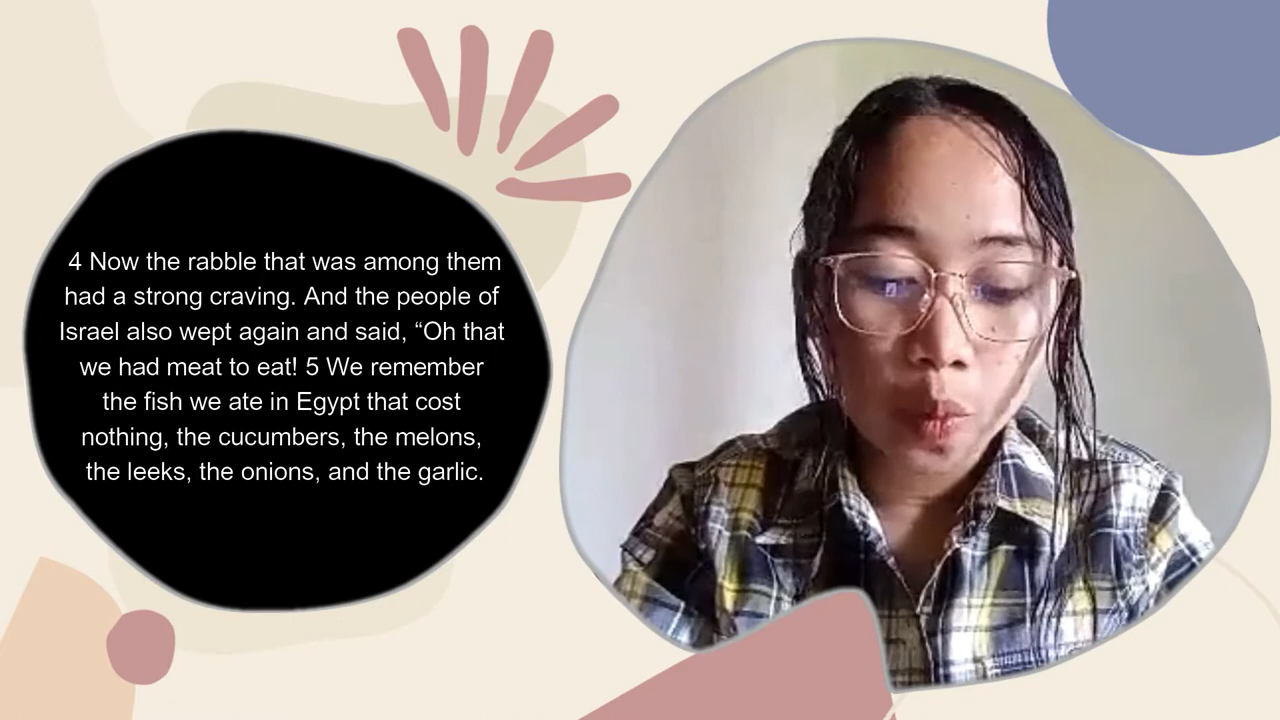 4 Now the rabble that was among them
had a strong craving. And the people of
Israel also wept again and said, “Oh that
we had meat to eat! 5 We remember
the fish we ate in Egypt that cost
nothing, the cucumbers, the melons,
the leeks, the onions, and the garlic.